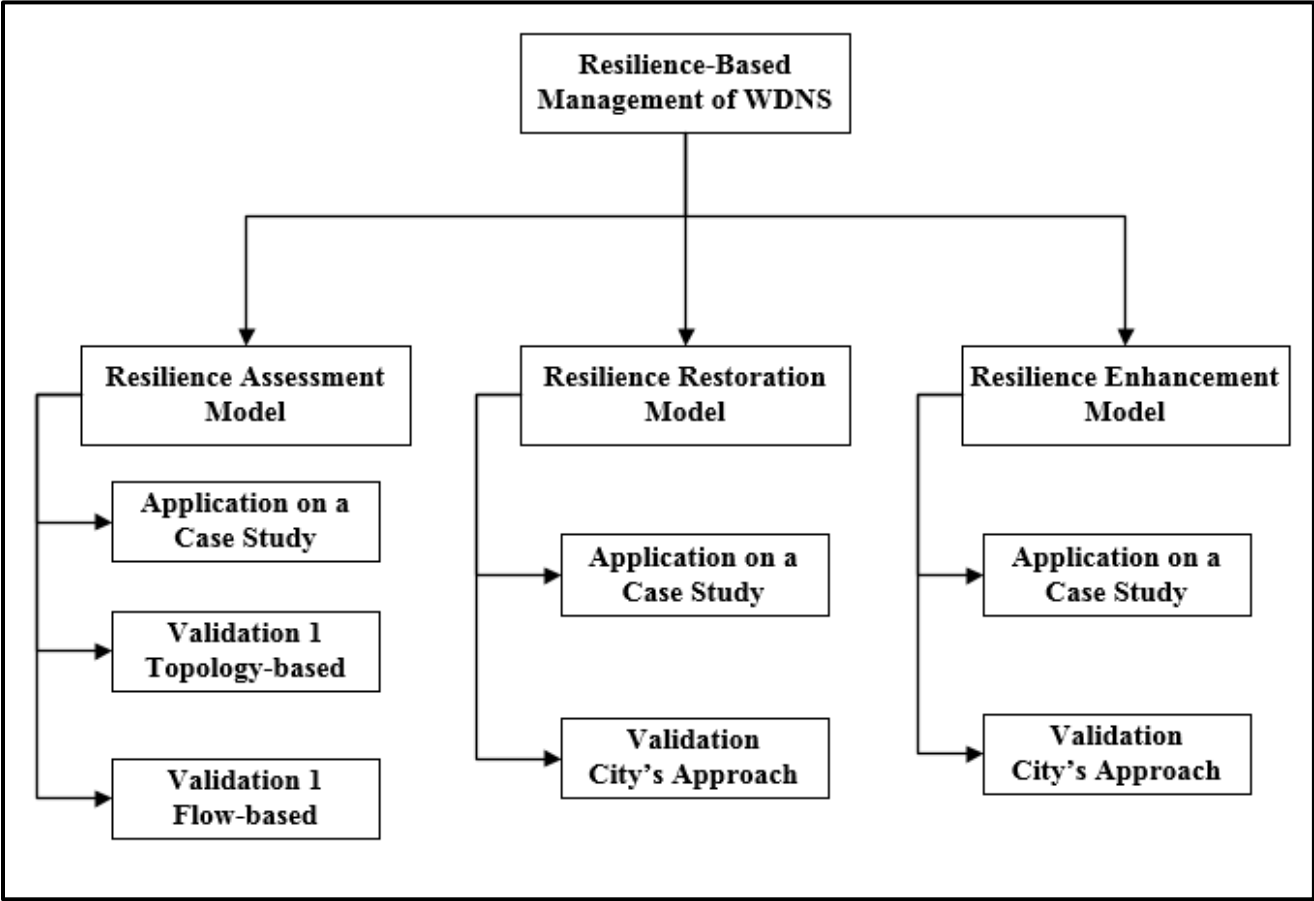 Resilience-Based
Management of WDNS
Resilience Assessment
Model
Application on a
Case Study
Validation 1
Topology-based
Validation 1
Flow-based
Resilience Restoration
Model
Application on a
Case Study
Validation
City’s Approach
Resilience Enhancement
Model
Application on a
Case Study
Validation
City’s Approach